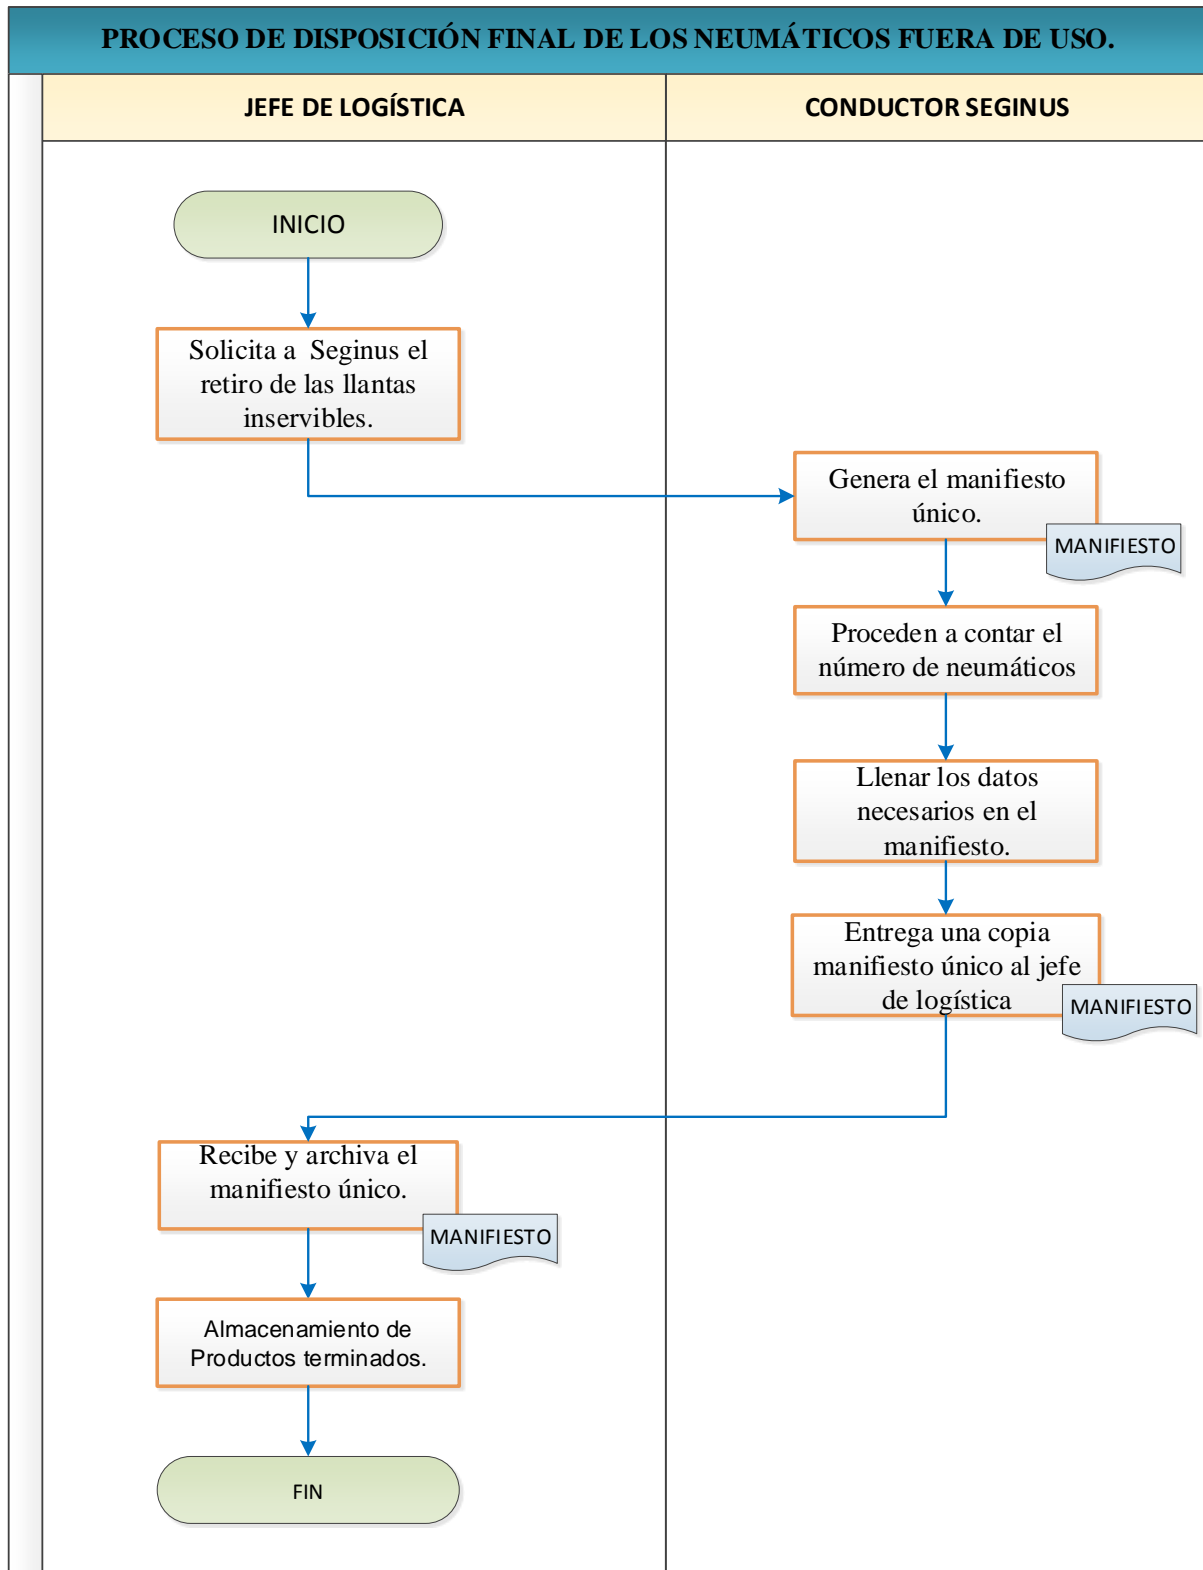 PROCESO DE DISPOSICIÓN FINAL DE LOS NEUMÁTICOS FUERA DE USO.
JEFE DE LOGÍSTICA
CONDUCTOR SEGINUS
INICIO
Solicita a Seginus el
retiro de las llantas
inservibles.
Genera el manifiesto
único.
MANIFIESTO
Proceden a contar el
número de neumáticos
Llenar los datos
necesarios en el
manifiesto.
Entrega una copia
manifiesto único al jefe
de logística
MANIFIESTO
Recibe y archiva el
manifiesto único.
MANIFIESTO
Almacenamiento de
Productos terminados.
FIN